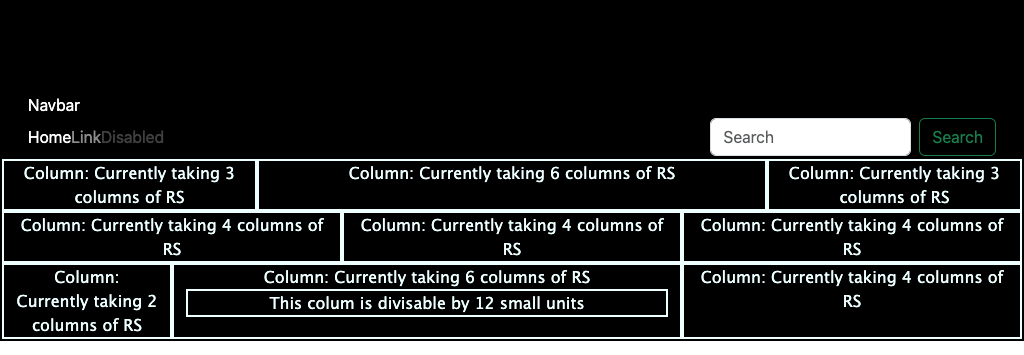 Navbar
HomeLinkDisabled
Search Search
Column: Currently taking 3
columns of RS
Column: Currently taking 6 columns of RS
Column: Currently taking 3
columns of RS
Column: Currently taking 4 columns of
RS
Column: Currently taking 4 columns of
RS
Column: Currently taking 4 columns of
RS
Column:
Currently taking 2
columns of RS
Column: Currently taking 6 columns of RS
This colum is divisable by 12 small units
Column: Currently taking 4 columns of
RS